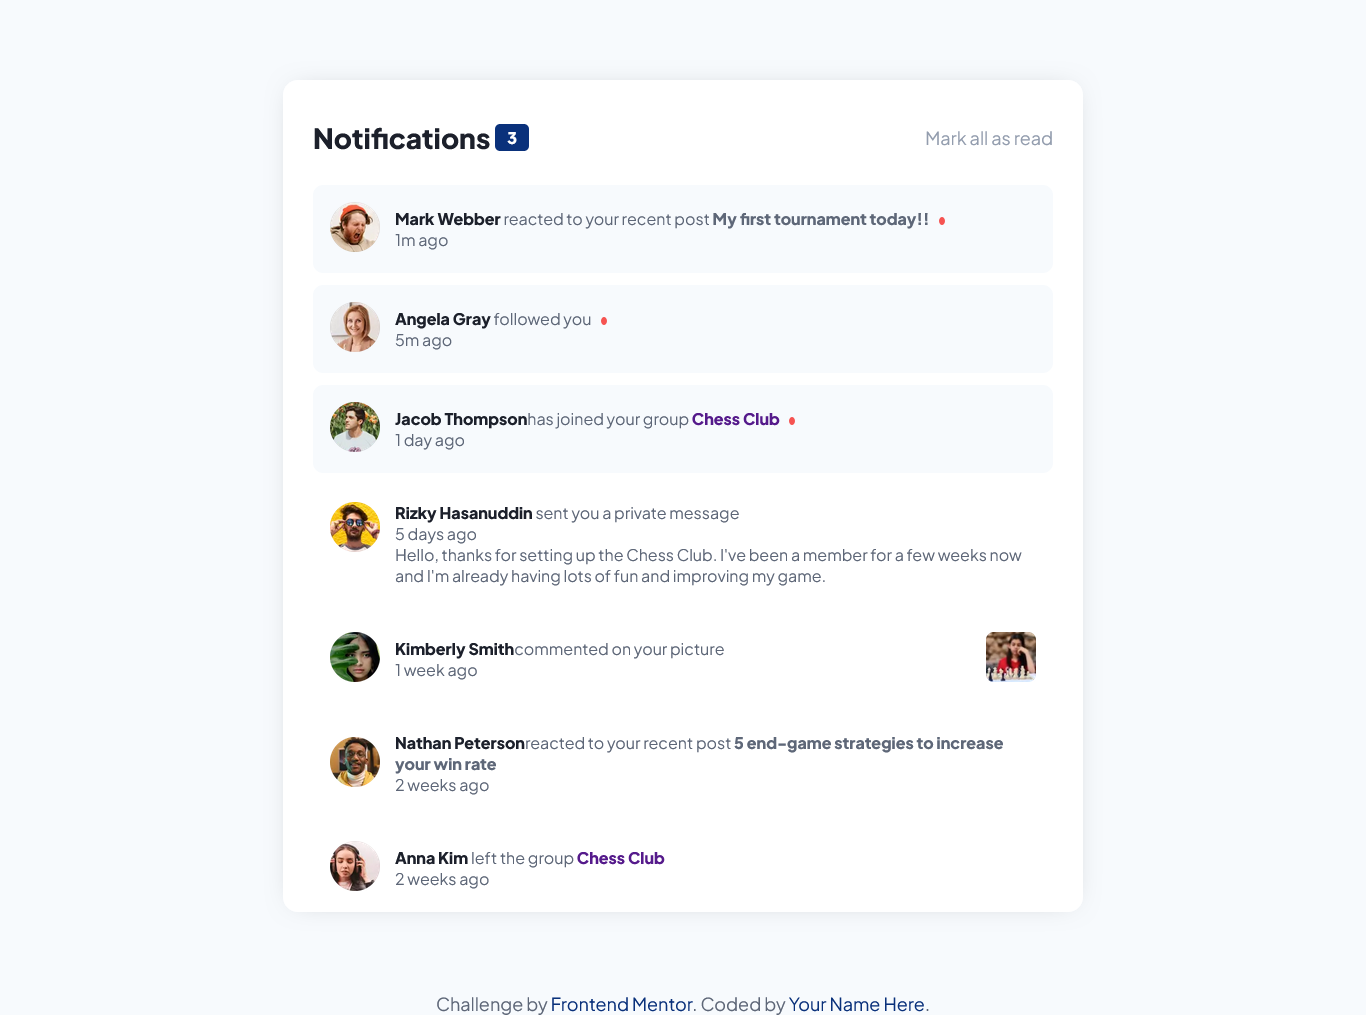 Notifications 3
Mark all as read
Mark Webber reacted to your recent post My first tournament today!!
1m ago
Angela Gray followed you
5m ago
Jacob Thompsonhas joined your group Chess Club
1 day ago
Rizky Hasanuddin sent you a private message
5 days ago
Hello, thanks for setting up the Chess Club. I've been a member for a few weeks now
and I'm already having lots of fun and improving my game.
Kimberly Smithcommented on your picture
1 week ago
Nathan Petersonreacted to your recent post 5 end-game strategies to increase
your win rate
2 weeks ago
Anna Kim left the group Chess Club
2 weeks ago
Challenge by Frontend Mentor. Coded by Your Name Here.